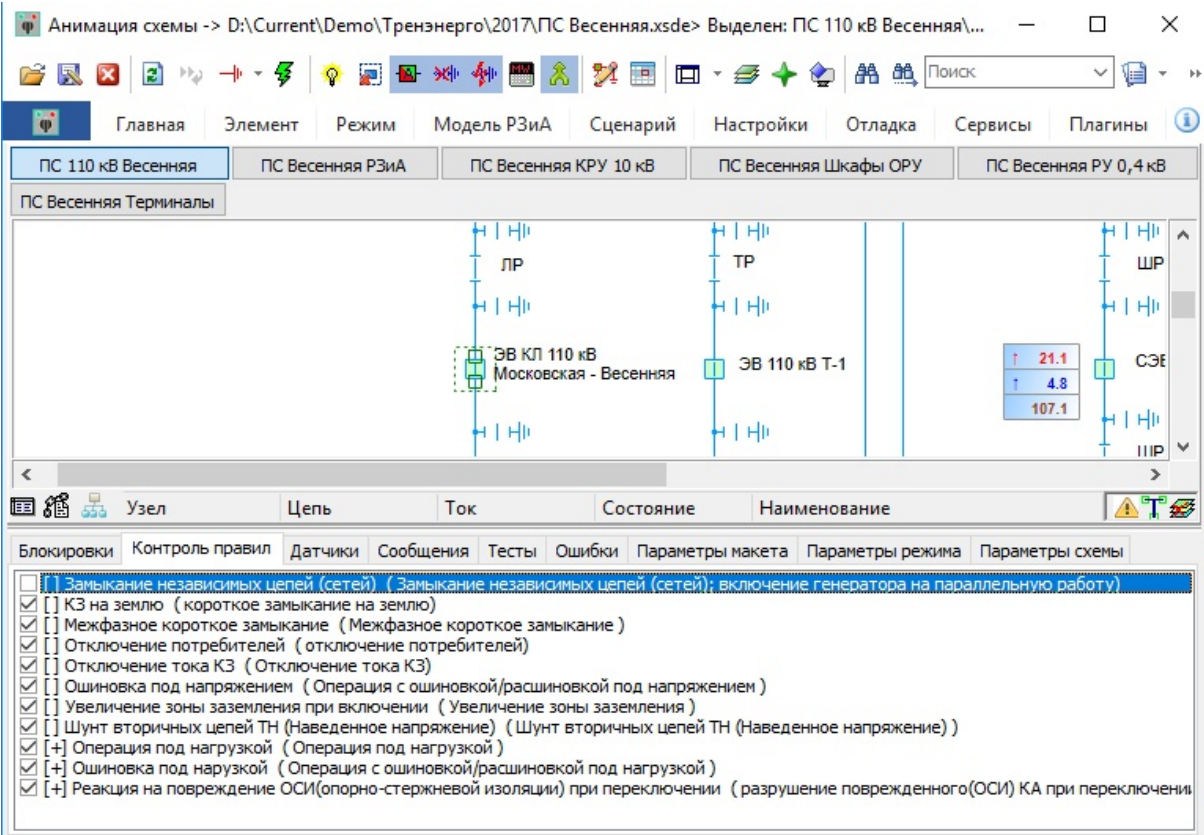 Анимация схемы -> D:\Current\Demo\Тренэнерго\2017\ПС Весенняя.xsde> Выделен: ПС 110 кВ Весенняя\...
Поиск
Главная Элемент Режим Модель РЗиА Сценарий Настройки Отладка Сервисы Плагины
ПС 110 кВ Весенняя ПС Весенняя РЗиА ПС Весенняя КРУ 10 кВ ПС Весенняя Шкафы ОРУ ПС Весенняя РУ 0,4 кВ
ПС Весенняя Терминалы
ЛР ТР ШР
ЭВ КЛ 110 кВ
Московская - Весенняя
ЭВ 110 кВ Т-1
↑ 21.1
↑ 4.8
107.1
СЭВ
ШР
Узел Цепь Ток Состояние Наименование
Блокировки Контроль правил Датчики Сообщения Тесты Ошибки Параметры макета Параметры режима Параметры схемы
[ ] Замыкание независимых цепей (сетей) ( Замыкание независимых цепей (сетей); включение генератора на параллельную работу)
[ ] КЗ на землю ( короткое замыкание на землю)
[ ] Межфазное короткое замыкание ( Межфазное короткое замыкание )
[ ] Отключение потребителей ( отключение потребителей)
[ ] Отключение тока КЗ ( Отключение тока КЗ)
[ ] Ошиновка под напряжением ( Операция с ошиновкой/расшиновкой под напряжением )
[ ] Увеличение зоны заземления при включении ( Увеличение зоны заземления )
[ ] Шунт вторичных цепей ТН (Наведенное напряжение) ( Шунт вторичных цепей ТН (Наведенное напряжение) )
[+] Операция под нагрузкой ( Операция под нагрузкой )
[+] Ошиновка под нарузкой ( Операция с ошиновкой/расшиновкой под нагрузкой )
[+] Реакция на повреждение ОСИ(опорно-стержневой изоляции) при переключении ( разрушение поврежденного(ОСИ) КА при переключении